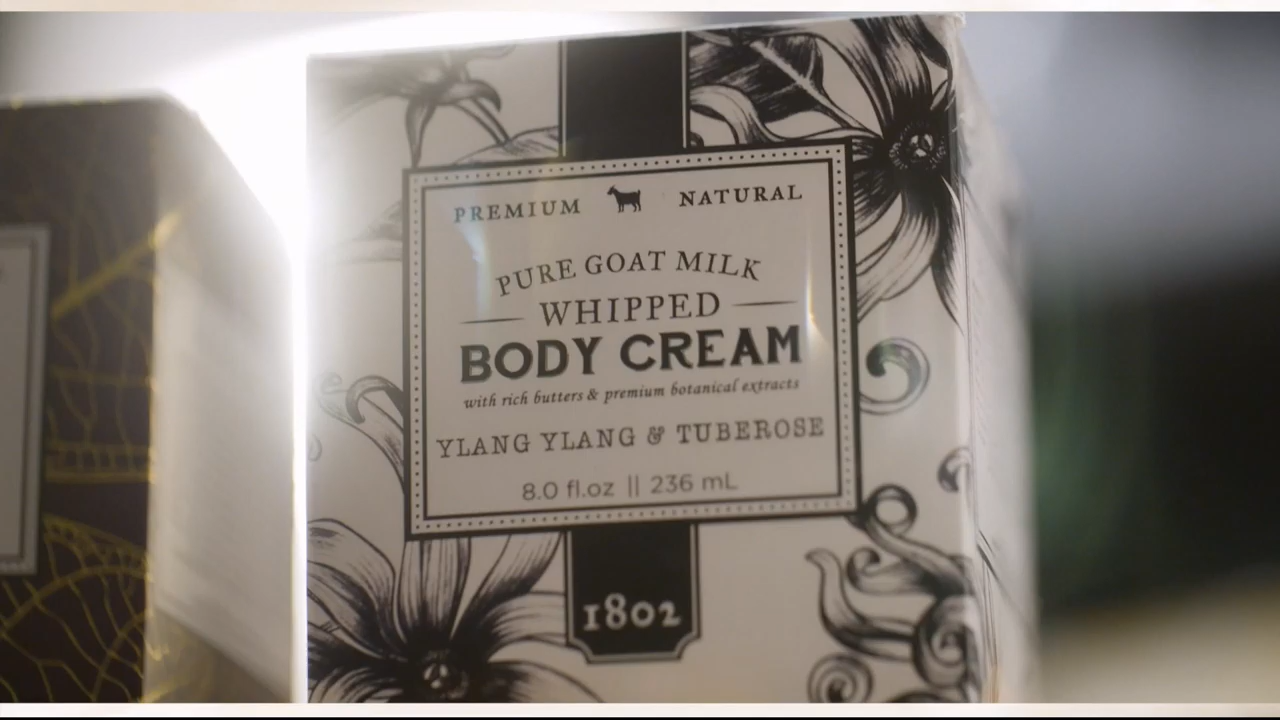 PREMIUM NATURAL
PURE GOAT MILK
WHIPPED
BODY CREAM
with rich butters & premium botanical extracts
YLANG YLANG & TUBEROSE
8.0 fl.oz || 236 mL
1802